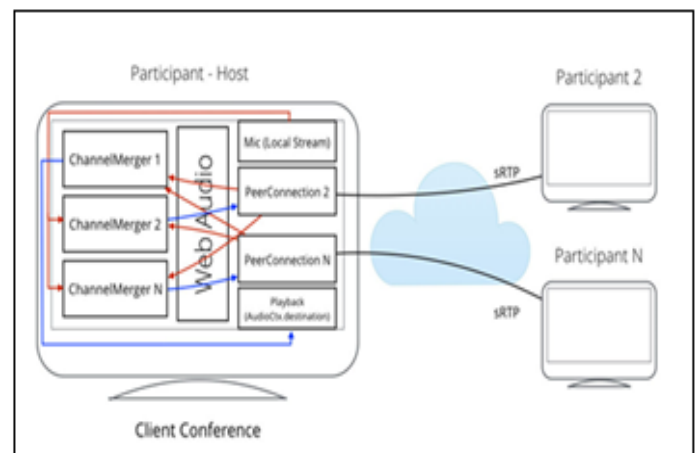 Participant - Host
Participant 2
Mic (Local Stream)
ChannelMerger 1
sRTP
PeerConnection 2
ChannelMerger 2
Web Audio
Participant N
PeerConnection N
ChannelMerger N
Playback
(AudioCtx.destination)
sRTP
Client Conference